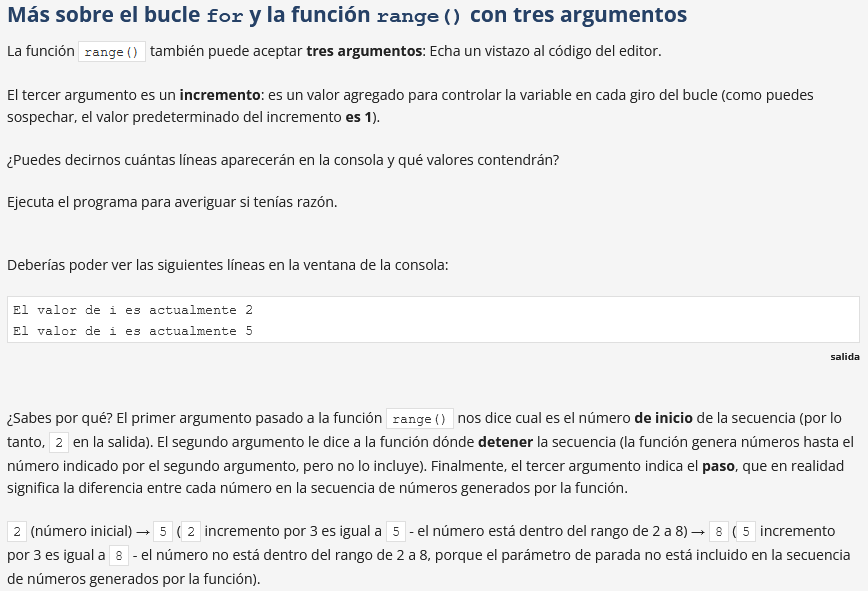 Más sobre el bucle for y la función range() con tres argumentos
La función range() también puede aceptar tres argumentos: Echa un vistazo al código del editor.
El tercer argumento es un incremento: es un valor agregado para controlar la variable en cada giro del bucle (como puedes
sospechar, el valor predeterminado del incremento es 1).
¿Puedes decirnos cuántas líneas aparecerán en la consola y qué valores contendrán?
Ejecuta el programa para averiguar si tenías razón.
Deberías poder ver las siguientes líneas en la ventana de la consola:
El valor de i es actualmente 2
El valor de i es actualmente 5
salida
¿Sabes por qué? El primer argumento pasado a la función range() nos dice cual es el número de inicio de la secuencia (por lo
tanto, 2 en la salida). El segundo argumento le dice a la función dónde detener la secuencia (la función genera números hasta el
número indicado por el segundo argumento, pero no lo incluye). Finalmente, el tercer argumento indica el paso, que en realidad
significa la diferencia entre cada número en la secuencia de números generados por la función.
2 (número inicial) → 5 (2 incremento por 3 es igual a 5 - el número está dentro del rango de 2 a 8) → 8 (5 incremento
por 3 es igual a 8 - el número no está dentro del rango de 2 a 8, porque el parámetro de parada no está incluido en la secuencia
de números generados por la función).